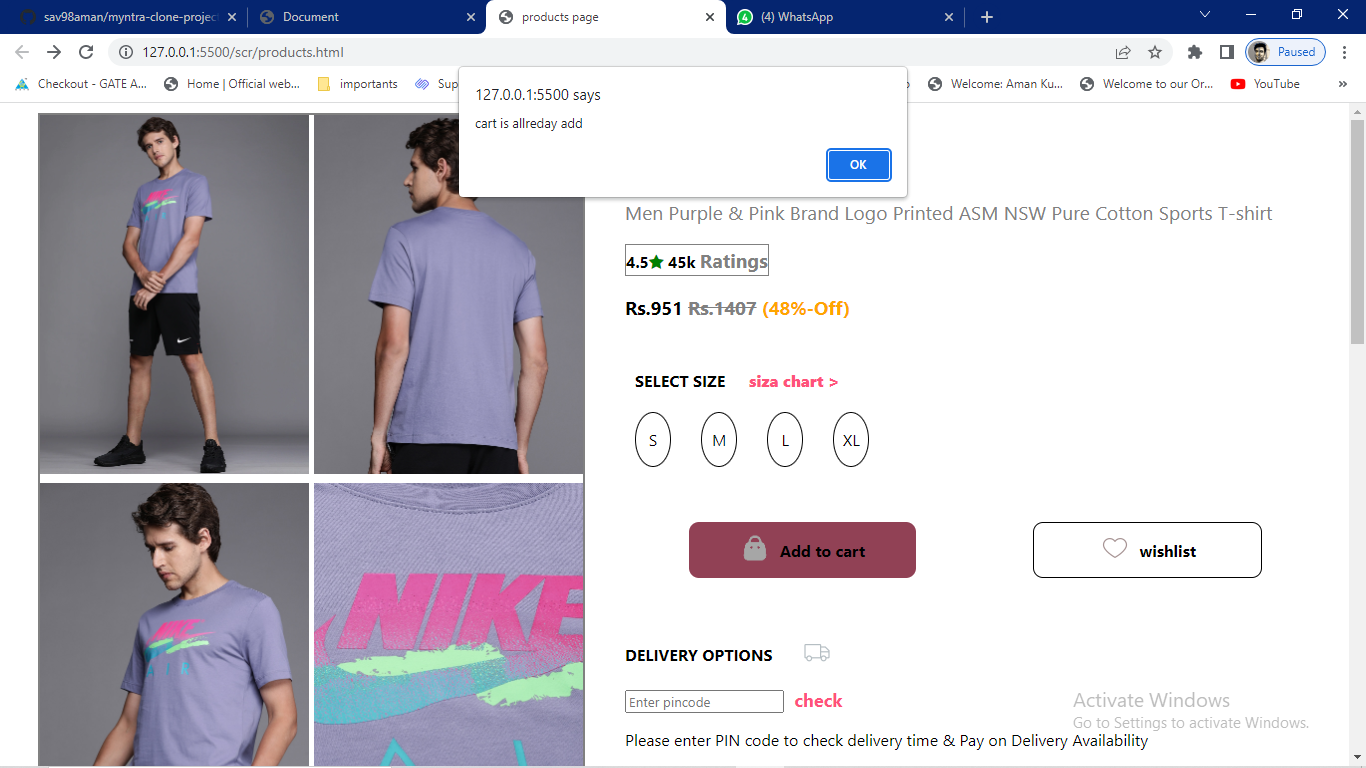 sav98aman/myntra-clone-project
Document
products page
4
(4) WhatsApp
127.0.0.1:5500/scr/products.html
Paused
Checkout - GATE A...
Home | Official web...
importants
Sup
Welcome: Aman Ku...
Welcome to our Or...
YouTube
»
127.0.0.1:5500 says
cart is allreday add
OK
Men Purple & Pink Brand Logo Printed ASM NSW Pure Cotton Sports T-shirt
4.5 45k Ratings
Rs.951 Rs.1407 (48%-Off)
SELECT SIZE siza chart >
S M L XL
Add to cart
wishlist
NIKE
AIR
NIKE
AIR
NIKE
DELIVERY OPTIONS
Enter pincode check
Please enter PIN code to check delivery time & Pay on Delivery Availability
Activate Windows
Go to Settings to activate Windows.